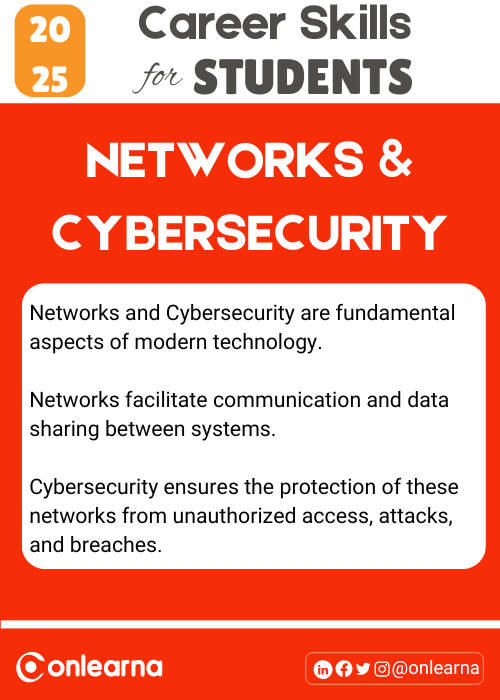 20
25
Career Skills
for STUDENTS
NETWORKS &
CYBERSECURITY
Networks and Cybersecurity are fundamental
aspects of modern technology.
Networks facilitate communication and data
sharing between systems.
Cybersecurity ensures the protection of these
networks from unauthorized access, attacks,
and breaches.
onlearna
@onlearna